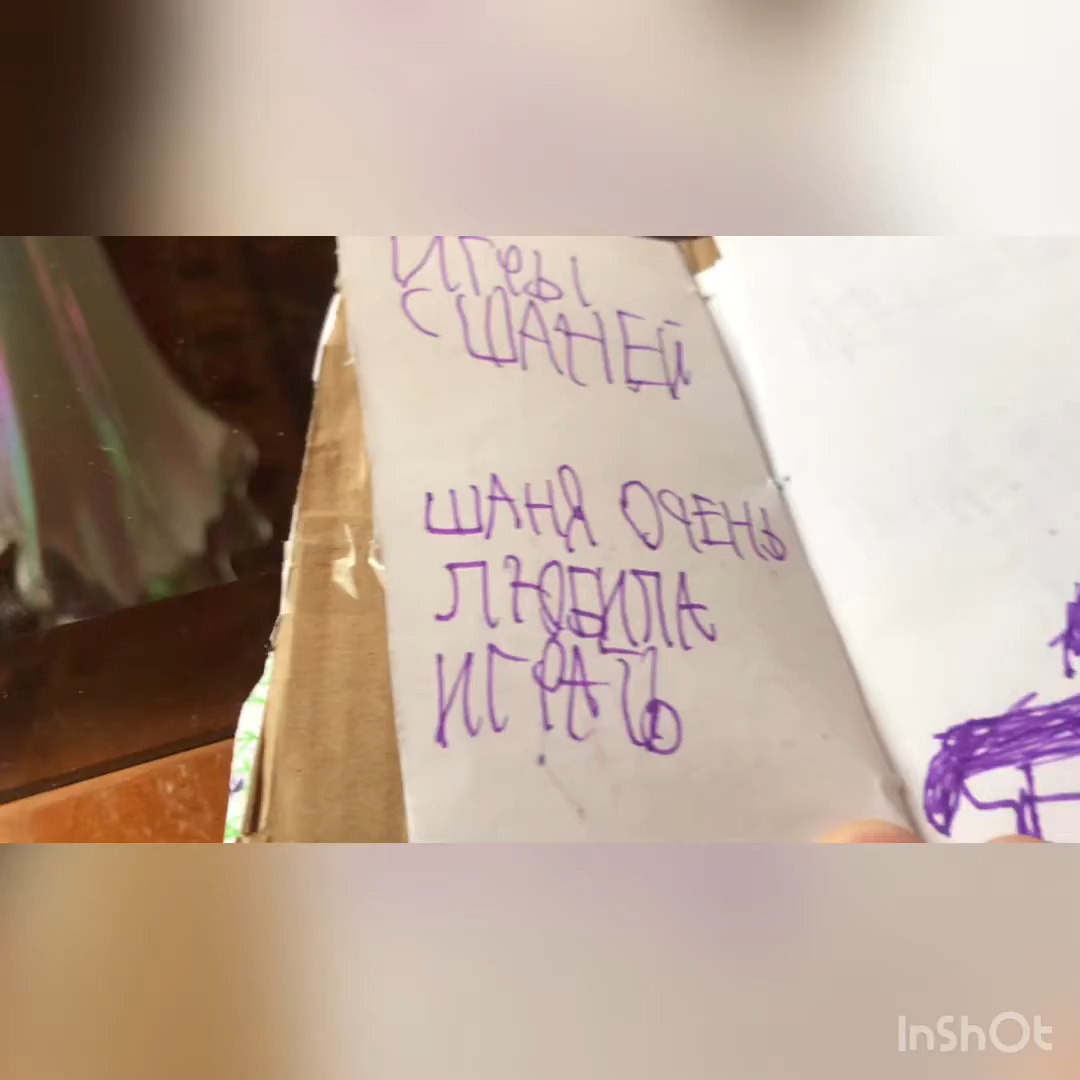 ИГРЫ
С ШАНЕЙ
ШАНЯ ОЧЕНЬ
ЛЮБИЛА
ИГРАТЬ
InShOt